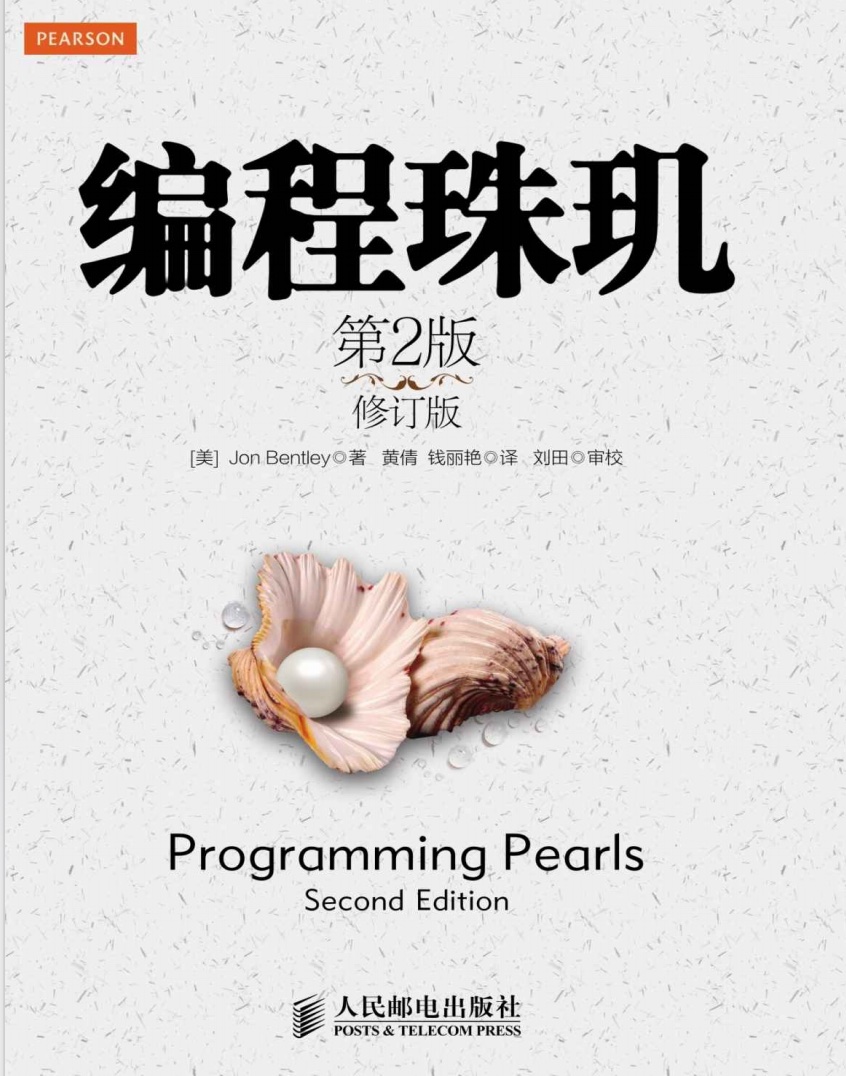 PEARSON
编程珠玑
第2版
修订版
[美] Jon Bentley◎著 黄倩 钱丽艳◎译 刘田◎审校
Programming Pearls
Second Edition
人民邮电出版社
POSTS & TELECOM PRESS